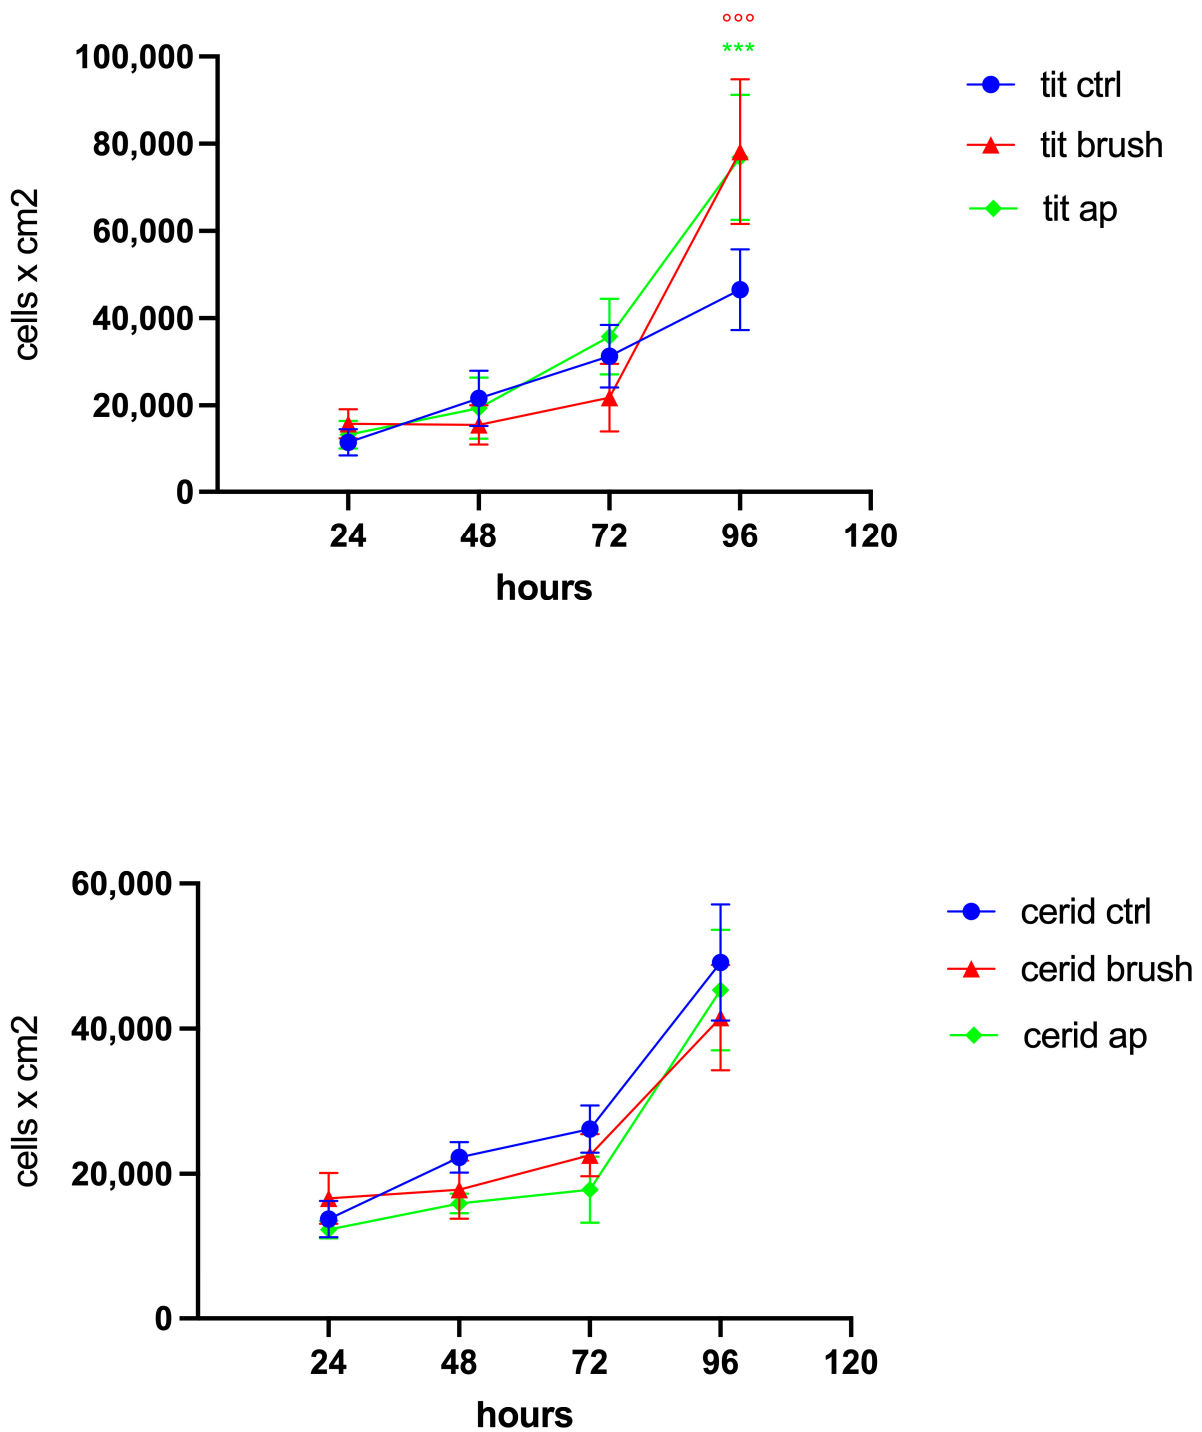 °°°
***
100,000
80,000
60,000
40,000
20,000
0
cells x cm2
24 48 72 96 120
hours
tit ctrl
tit brush
tit ap
60,000
40,000
20,000
0
cells x cm2
24 48 72 96 120
hours
cerid ctrl
cerid brush
cerid ap